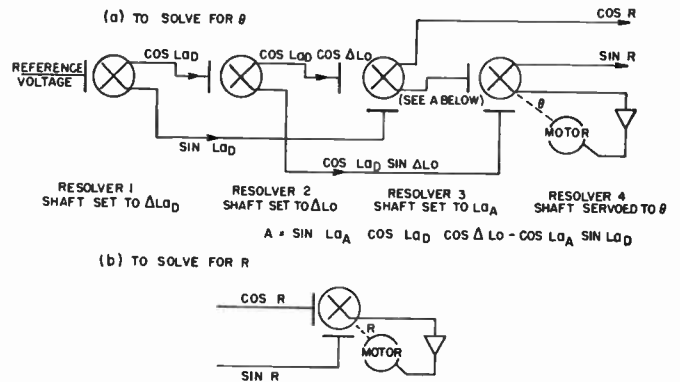 (a) TO SOLVE FOR θ
COS R
COS LaD
COS LaD COS ΔLo
SIN R
REFERENCE
VOLTAGE
(SEE A BELOW)
θ
MOTOR
SIN LaD
COS LaD SIN ΔLo
RESOLVER 1
SHAFT SET TO ΔLaD
RESOLVER 2
SHAFT SET TO ΔLo
RESOLVER 3
SHAFT SET TO LaA
RESOLVER 4
SHAFT SERVOED TO θ
A = SIN LaA COS LaD COS Δ Lo - COS LaA SIN LaD
(b) TO SOLVE FOR R
COS R
R
MOTOR
SIN R